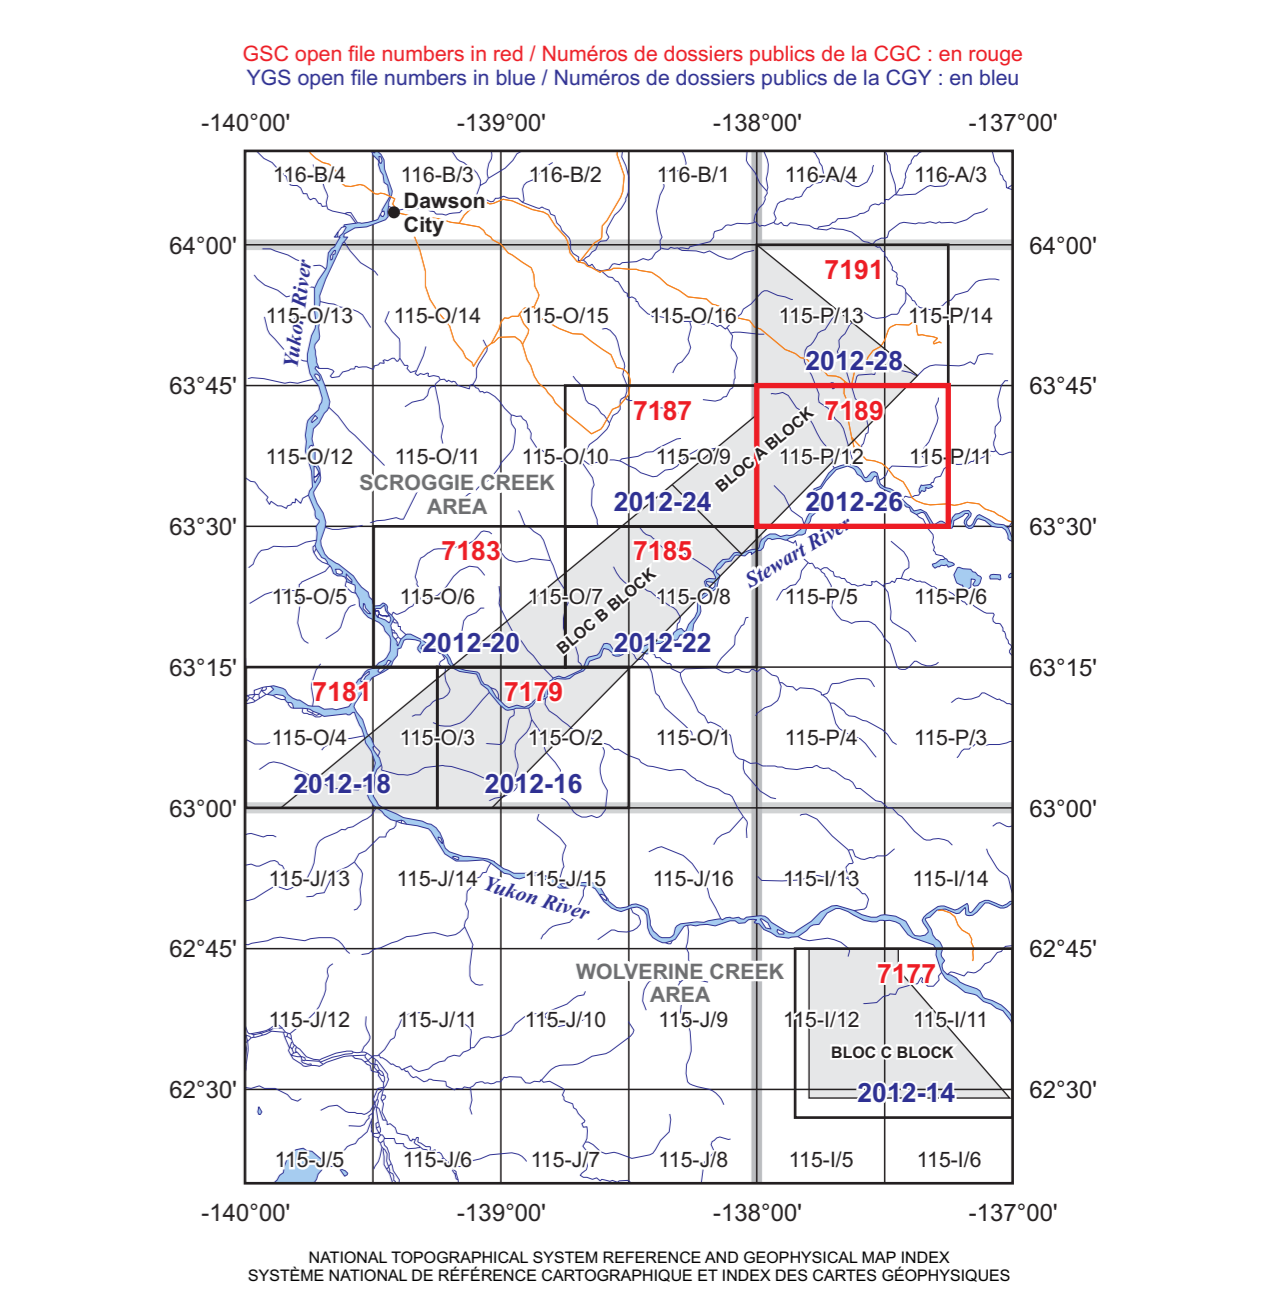 GSC open file numbers in red / Numéros de dossiers publics de la CGC : en rouge
YGS open file numbers in blue / Numéros de dossiers publics de la CGY : en bleu
-140°00' -139°00' -138°00' -137°00'
116-B/4 116-B/3 116-B/2 116-B/1 116-A/4 116-A/3
Dawson
City
64°00' 64°00'
7191
Yukon River
115-O/13 115-O/14 115-O/15 115-O/16 115-P/13 115-P/14
2012-28
63°45' 63°45'
7187 7189
BLOC A BLOCK
115-O/12 115-O/11 115-O/10 115-O/9 115-P/12 115-P/11
SCROGGIE CREEK
AREA
2012-24 2012-26
63°30' 63°30'
7183 7185
Stewart River
115-O/5 115-O/6 115-O/7 115-O/8 115-P/5 115-P/6
BLOC B BLOCK
2012-20 2012-22
63°15' 63°15'
7181 7179
115-O/4 115-O/3 115-O/2 115-O/1 115-P/4 115-P/3
2012-18 2012-16
63°00' 63°00'
115-J/13 115-J/14 115-J/15 115-J/16 115-I/13 115-I/14
Yukon River
62°45' 62°45'
WOLVERINE CREEK
AREA
7177
115-J/12 115-J/11 115-J/10 115-J/9 115-I/12 115-I/11
BLOC C BLOCK
62°30' 62°30'
2012-14
115-J/5 115-J/6 115-J/7 115-J/8 115-I/5 115-I/6
-140°00' -139°00' -138°00' -137°00'
NATIONAL TOPOGRAPHICAL SYSTEM REFERENCE AND GEOPHYSICAL MAP INDEX
SYSTÈME NATIONAL DE RÉFÉRENCE CARTOGRAPHIQUE ET INDEX DES CARTES GÉOPHYSIQUES